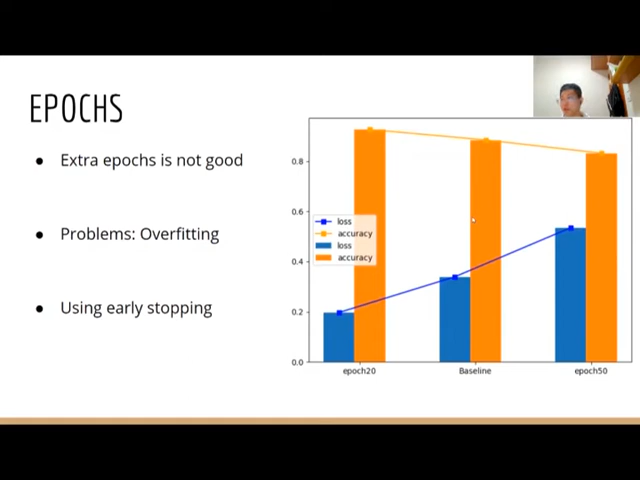 EPOCHS
● Extra epochs is not good
● Problems: Overfitting
● Using early stopping
0.8
0.6
0.4
0.2
0.0
loss
accuracy
loss
accuracy
epoch20 Baseline epoch50